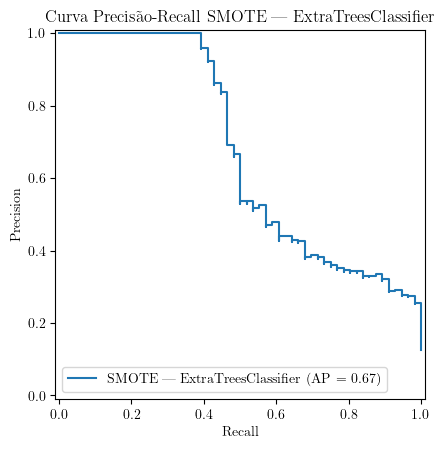 Curva Precisão-Recall SMOTE — ExtraTreesClassifier
1.0
0.8
0.6
0.4
0.2
0.0
Precision
0.0 0.2 0.4 0.6 0.8 1.0
Recall
SMOTE — ExtraTreesClassifier (AP = 0.67)